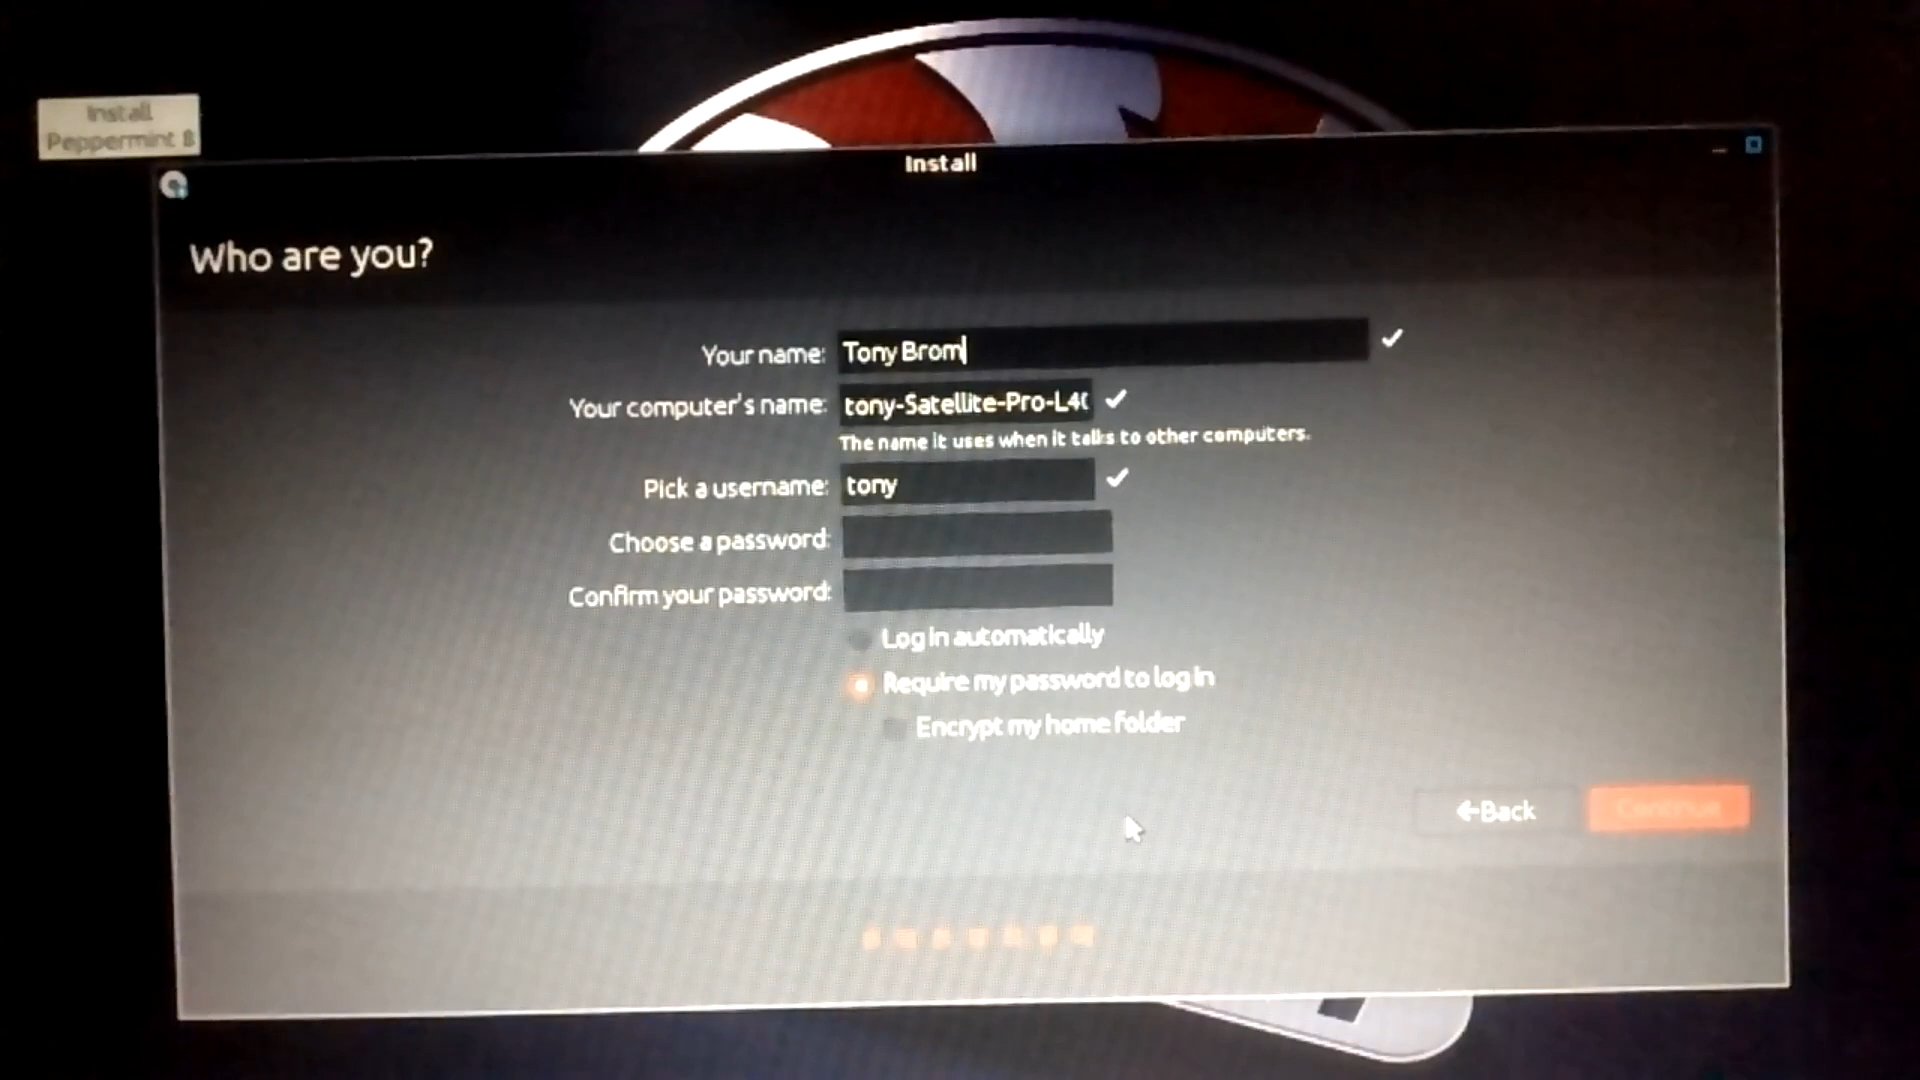 Install
Peppermint 8
Install
Who are you?
Your name: Tony Brom
Your computer's name: tony-Satellite-Pro-L40
The name it uses when it talks to other computers.
Pick a username: tony
Choose a password:
Confirm your password:
Log in automatically
Require my password to log in
Encrypt my home folder
Back
Continue